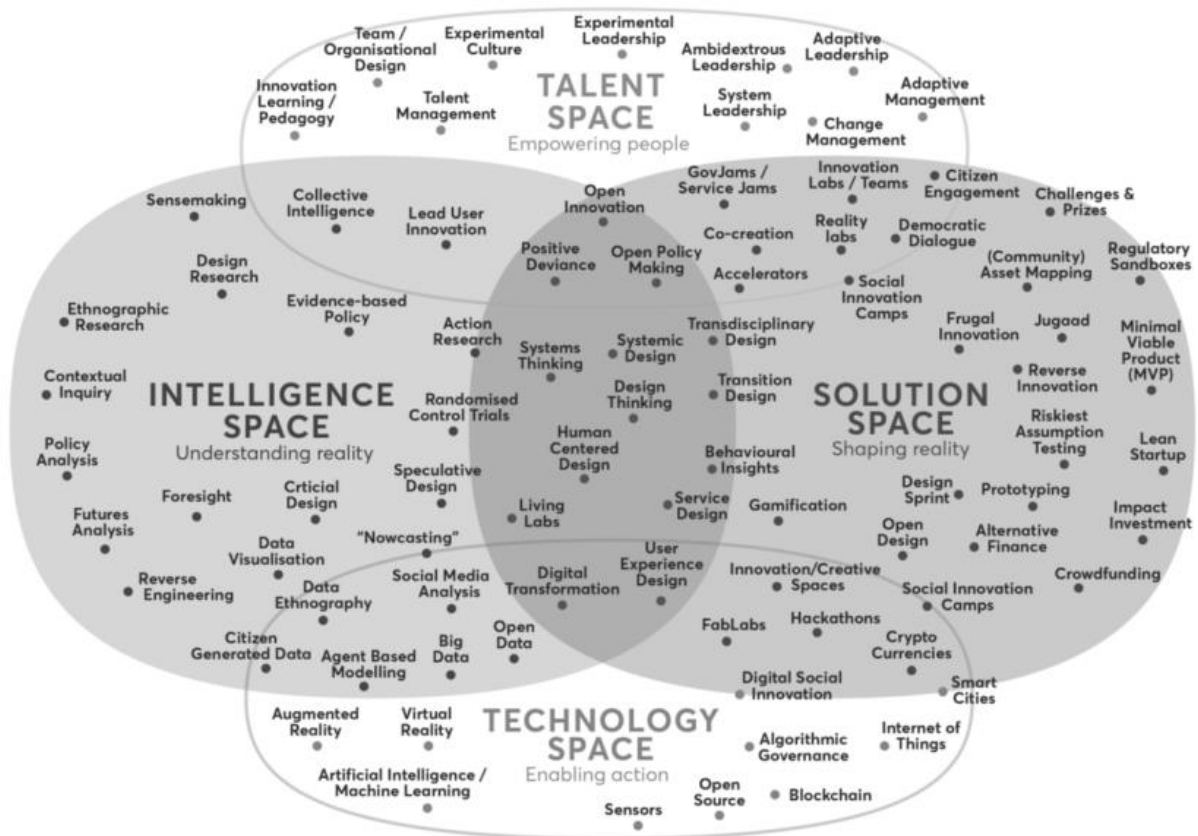 Team /
Organisational
Design
Experimental
Culture
Experimental
Leadership
Ambidextrous
Leadership
Adaptive
Leadership
Innovation
Learning /
Pedagogy
Talent
Management
TALENT
SPACE
Empowering people
System
Leadership
Adaptive
Management
Change
Management
Sensemaking
Collective
Intelligence
Lead User
Innovation
Open
Innovation
GovJams /
Service Jams
Innovation
Labs / Teams
Citizen
Engagement
Challenges &
Prizes
Design
Research
Positive
Deviance
Open Policy
Making
Co-creation
Reality
labs
Democratic
Dialogue
(Community)
Asset Mapping
Regulatory
Sandboxes
Accelerators
Social
Innovation
Camps
Ethnographic
Research
Evidence-based
Policy
Action
Research
Systems
Thinking
Systemic
Design
Transdisciplinary
Design
Frugal
Innovation
Jugaad
Minimal
Viable
Product
(MVP)
Contextual
Inquiry
INTELLIGENCE
SPACE
Understanding reality
Randomised
Control Trials
Design
Thinking
Transition
Design
SOLUTION
SPACE
Shaping reality
Reverse
Innovation
Riskiest
Assumption
Testing
Lean
Startup
Policy
Analysis
Human
Centered
Design
Behavioural
Insights
Foresight
Crticial
Design
Speculative
Design
Living
Labs
Service
Design
Gamification
Design
Sprint
Prototyping
Impact
Investment
Futures
Analysis
Data
Visualisation
"Nowcasting"
User
Experience
Design
Open
Design
Alternative
Finance
Reverse
Engineering
Data
Ethnography
Social Media
Analysis
Digital
Transformation
Innovation/Creative
Spaces
Social Innovation
Camps
Crowdfunding
Citizen
Generated Data
Agent Based
Modelling
Big
Data
Open
Data
FabLabs
Hackathons
Crypto
Currencies
Digital Social
Innovation
Smart
Cities
Augmented
Reality
Virtual
Reality
TECHNOLOGY
SPACE
Enabling action
Algorithmic
Governance
Internet of
Things
Artificial Intelligence /
Machine Learning
Sensors
Open
Source
Blockchain